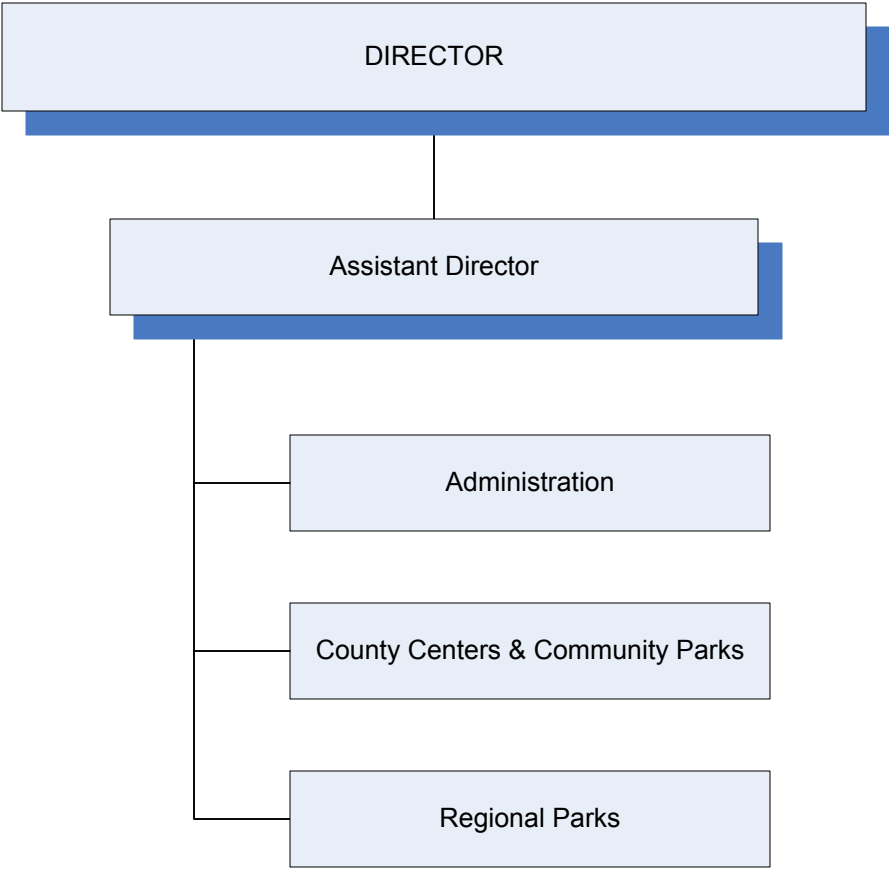 DIRECTOR
Assistant Director
Administration
County Centers & Community Parks
Regional Parks